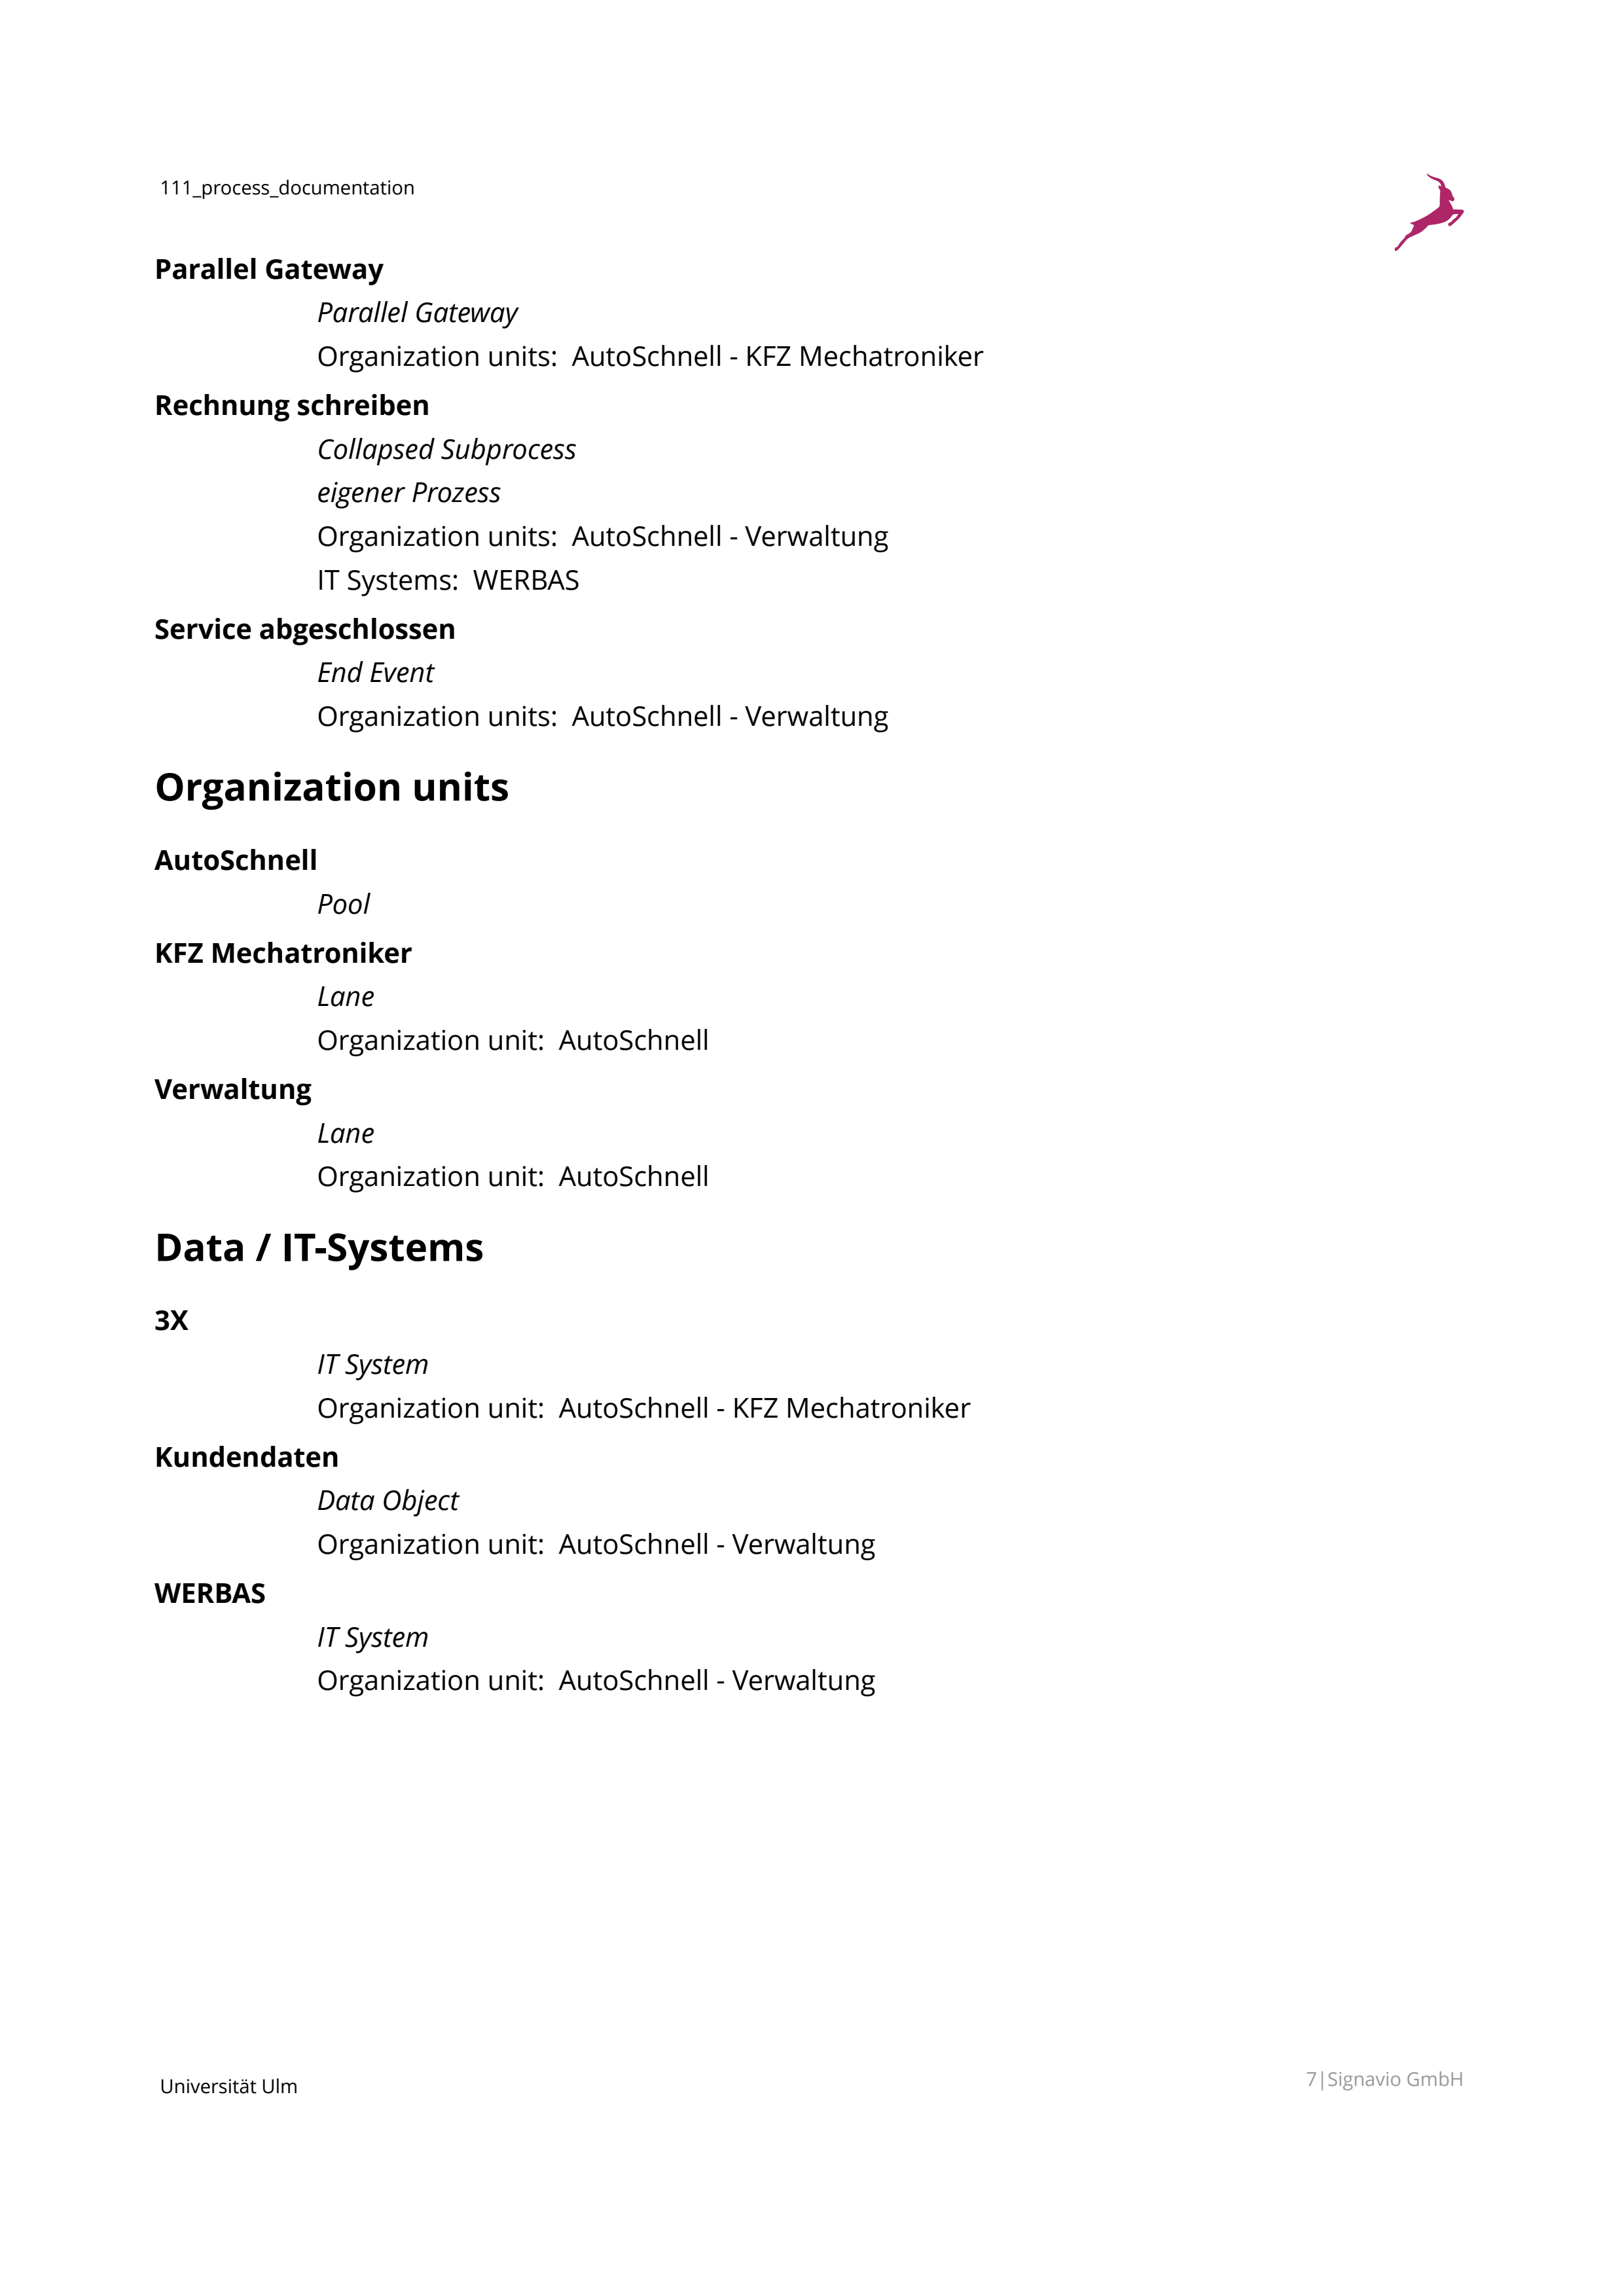 111_process_documentation
Parallel Gateway
Parallel Gateway
Organization units:  AutoSchnell - KFZ Mechatroniker
Rechnung schreiben
Collapsed Subprocess
eigener Prozess
Organization units:  AutoSchnell - Verwaltung
IT Systems:  WERBAS
Service abgeschlossen
End Event
Organization units:  AutoSchnell - Verwaltung
Organization units
AutoSchnell
Pool
KFZ Mechatroniker
Lane
Organization unit:  AutoSchnell
Verwaltung
Lane
Organization unit:  AutoSchnell
Data / IT-Systems
3X
IT System
Organization unit:  AutoSchnell - KFZ Mechatroniker
Kundendaten
Data Object
Organization unit:  AutoSchnell - Verwaltung
WERBAS
IT System
Organization unit:  AutoSchnell - Verwaltung
Universität Ulm
7|Signavio GmbH